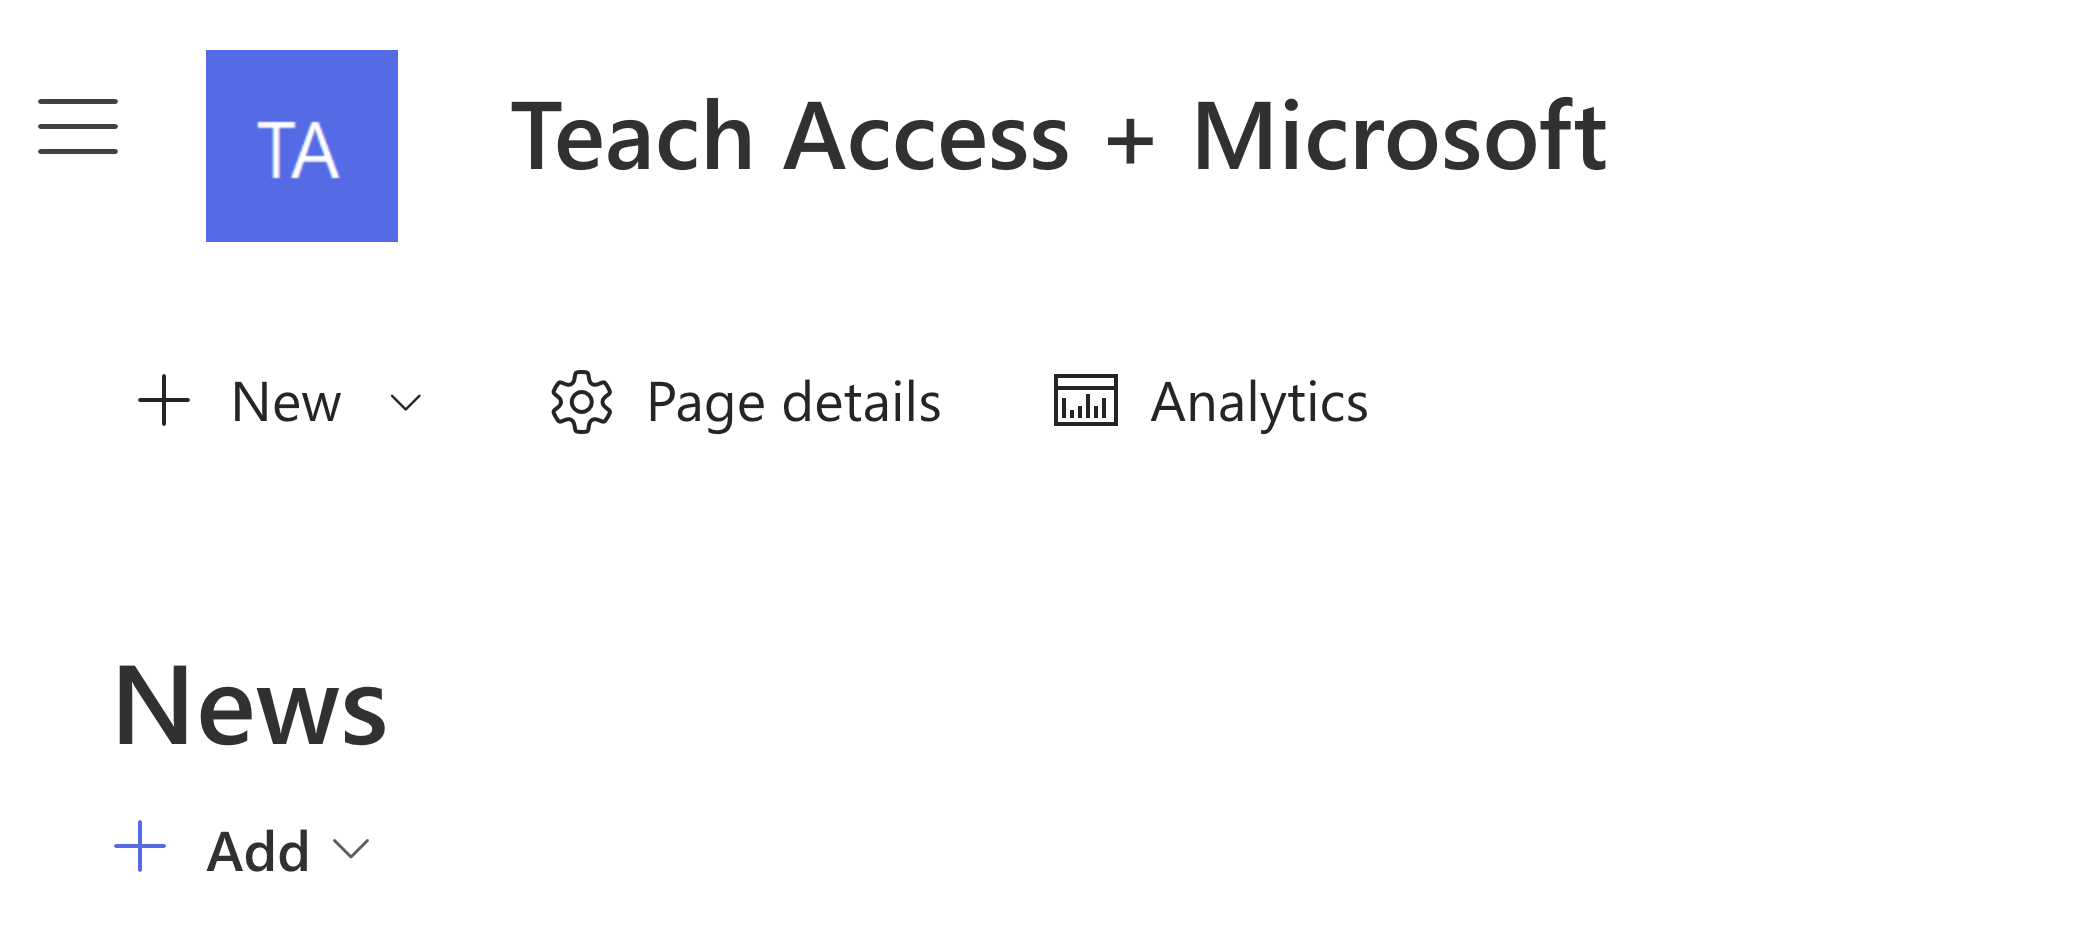 TA
Teach Access + Microsoft
New
Page details
Analytics
News
Add